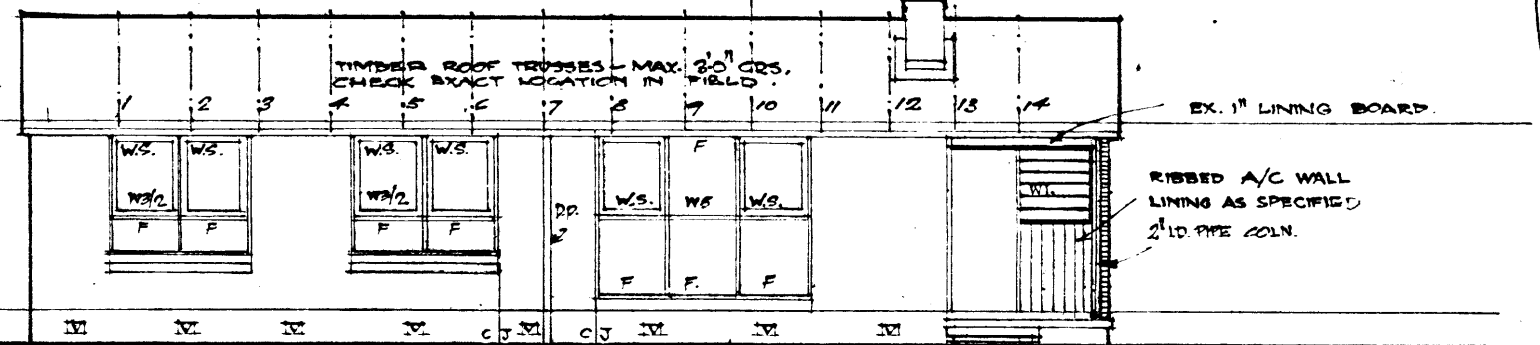 TIMBER ROOF TRUSSES - MAX. 3'0" CRS.
CHECK EXACT LOCATION IN FIELD.
1 2 3 4 5 6 7 8 9 10 11 12 13 14
EX. 1" LINING BOARD.
W.S. W.S. W.S. W.S. F
RIBBED A/C WALL
LINING AS SPECIFIED
2" I.D. PIPE COLN.
W3/2 W3/2 W.S. W8 W.S. W1.
D.P.
F F F F
F F. F
V V V V C J V C J V V V